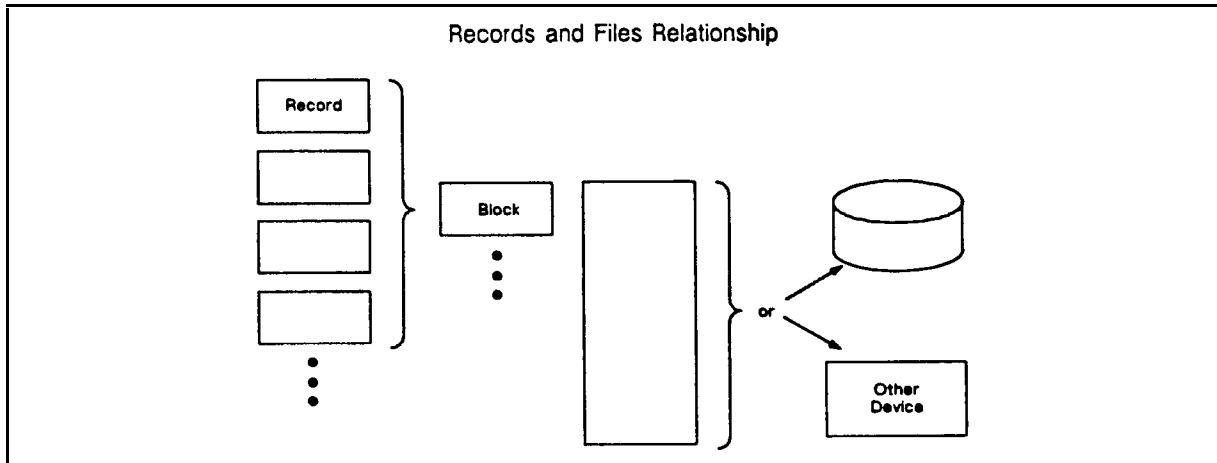 Records and Files Relationship
Record
Block
or
Other
Device